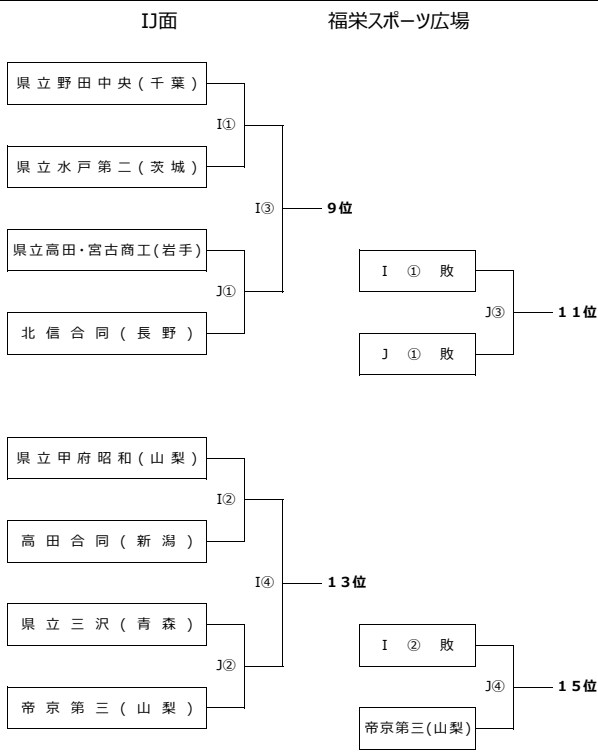 IJ面 福栄スポーツ広場
県立野田中央(千葉)
I①
県立水戸第二(茨城)
I③ 9位
県立高田・宮古商工(岩手)
I ① 敗
J①
J③ 11位
北信合同(長野)
J ① 敗
県立甲府昭和(山梨)
I②
高田合同(新潟)
I④ 13位
県立三沢(青森)
I ② 敗
J②
J④ 15位
帝京第三(山梨)
帝京第三(山梨)